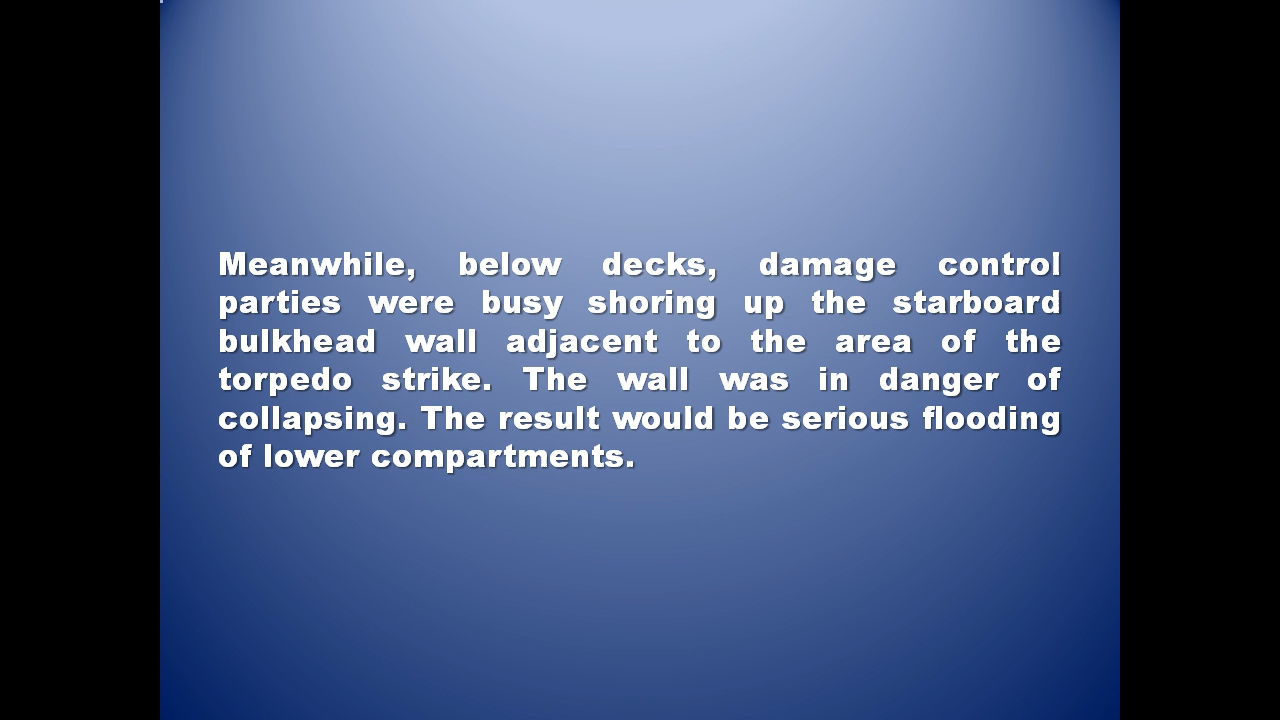 Meanwhile, below decks, damage control
parties were busy shoring up the starboard
bulkhead wall adjacent to the area of the
torpedo strike. The wall was in danger of
collapsing. The result would be serious flooding
of lower compartments.